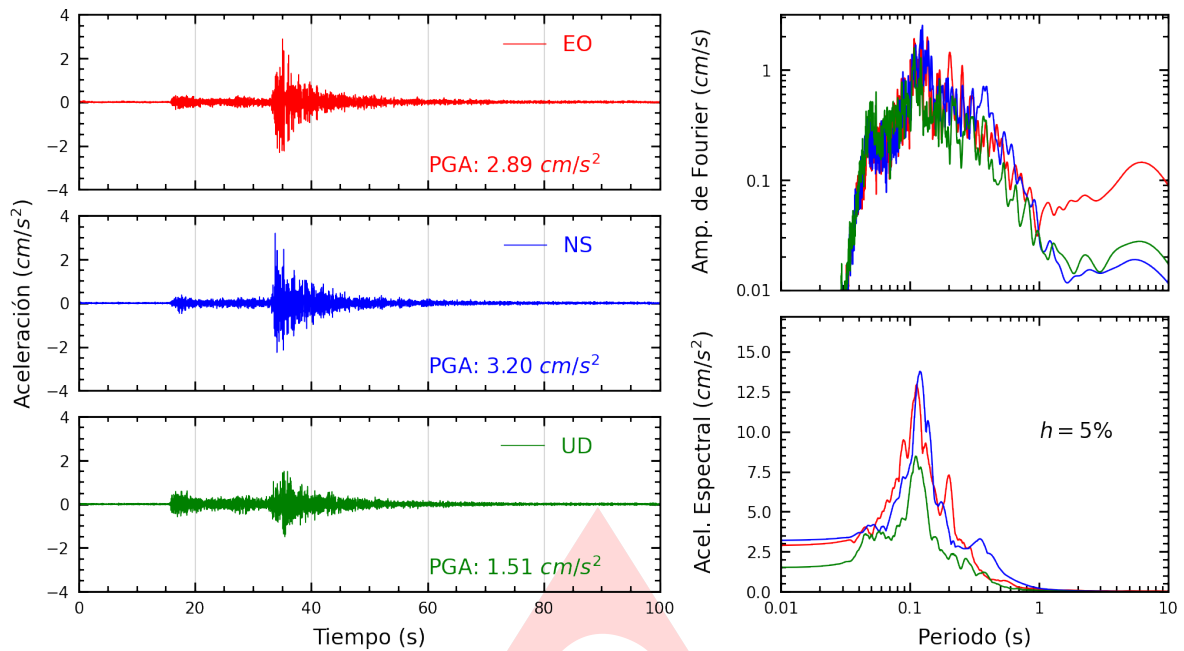 Aceleración (cm/s²)
4
2
0
−2
−4
EO
PGA: 2.89 cm/s²
4
2
0
−2
−4
NS
PGA: 3.20 cm/s²
4
2
0
−2
−4
UD
PGA: 1.51 cm/s²
0 20 40 60 80 100
Tiempo (s)
Amp. de Fourier (cm/s)
1
0.1
0.01
Acel. Espectral (cm/s²)
15.0
12.5
10.0
7.5
5.0
2.5
0.0
h = 5%
0.01 0.1 1 10
Periodo (s)